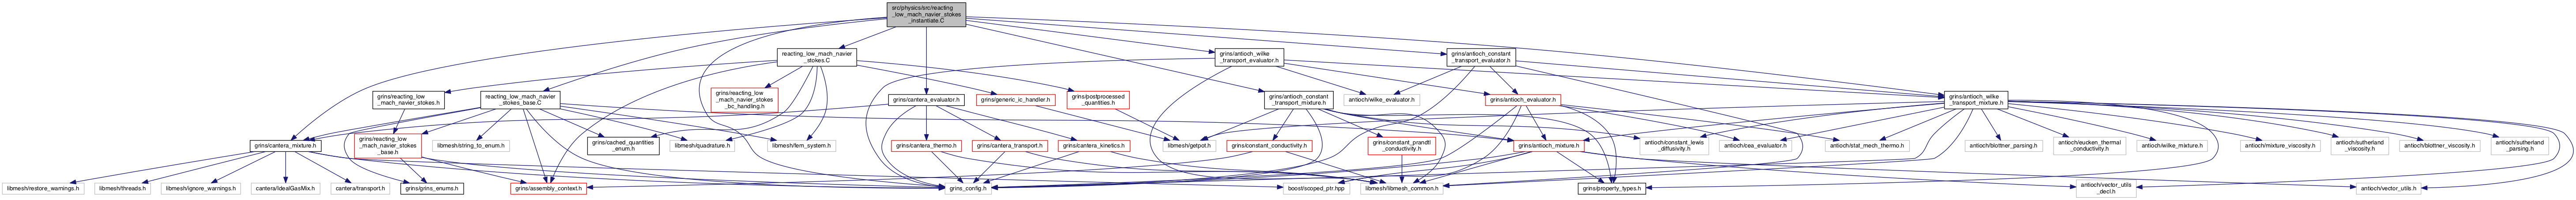 src/physics/src/reacting
_low_mach_navier_stokes
_instantiate.C
reacting_low_mach_navier
_stokes.C
grins/antioch_wilke
_transport_evaluator.h
grins/antioch_constant
_transport_evaluator.h
grins/reacting_low
_mach_navier_stokes.h
reacting_low_mach_navier
_stokes_base.C
grins/reacting_low
_mach_navier_stokes
_bc_handling.h
grins/cantera_evaluator.h
grins/generic_ic_handler.h
grins/postprocessed
_quantities.h
grins/antioch_constant
_transport_mixture.h
antioch/wilke_evaluator.h
grins/antioch_evaluator.h
grins/antioch_wilke
_transport_mixture.h
grins/cantera_mixture.h
grins/reacting_low
_mach_navier_stokes
_base.h
libmesh/string_to_enum.h
grins/cached_quantities
_enum.h
libmesh/quadrature.h
libmesh/fem_system.h
grins/cantera_thermo.h
grins/cantera_transport.h
grins/cantera_kinetics.h
libmesh/getpot.h
grins/constant_conductivity.h
grins/constant_prandtl
_conductivity.h
grins/antioch_mixture.h
antioch/constant_lewis
_diffusivity.h
antioch/cea_evaluator.h
antioch/stat_mech_thermo.h
antioch/blottner_parsing.h
antioch/eucken_thermal
_conductivity.h
antioch/wilke_mixture.h
antioch/mixture_viscosity.h
antioch/sutherland
_viscosity.h
antioch/blottner_viscosity.h
antioch/sutherland
_parsing.h
libmesh/restore_warnings.h
libmesh/threads.h
libmesh/ignore_warnings.h
cantera/IdealGasMix.h
cantera/transport.h
grins/grins_enums.h
grins/assembly_context.h
grins_config.h
boost/scoped_ptr.hpp
libmesh/libmesh_common.h
grins/property_types.h
antioch/vector_utils
_decl.h
antioch/vector_utils.h